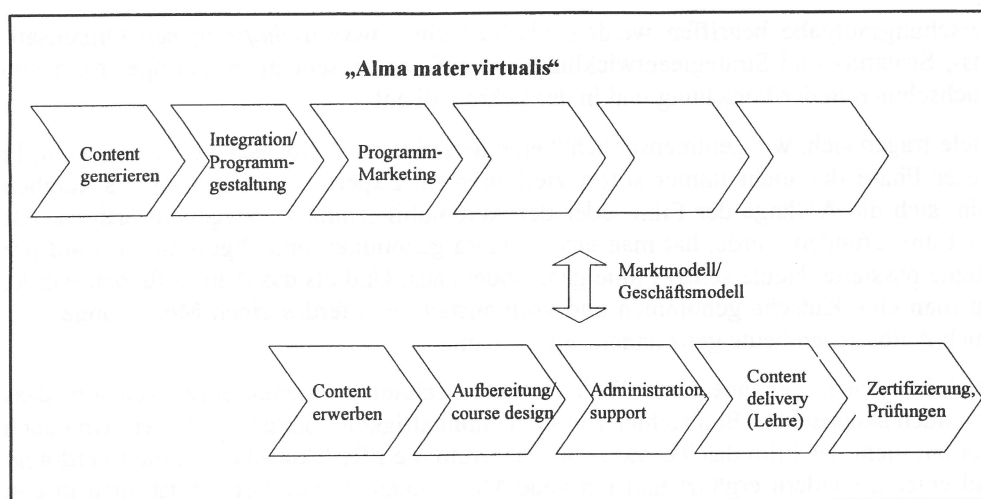 „Alma mater virtualis“
Content
generieren
Integration/
Programm-
gestaltung
Programm-
Marketing
Marktmodell/
Geschäftsmodell
Content
erwerben
Aufbereitung/
course design
Administration,
support
Content
delivery
(Lehre)
Zertifizierung,
Prüfungen